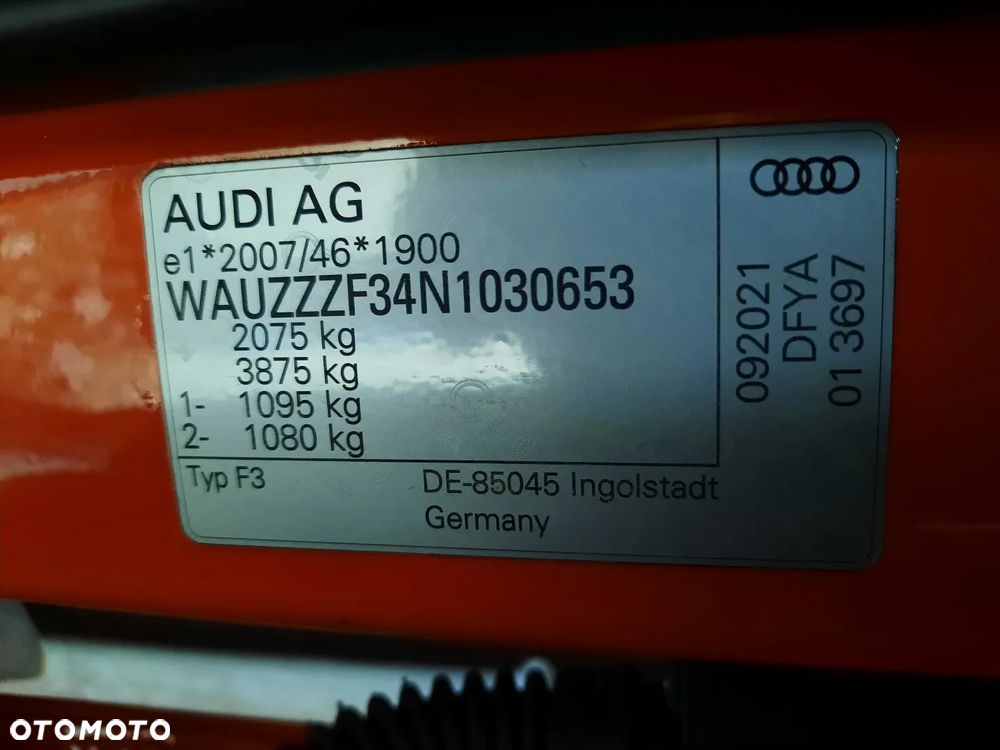 AUDI AG
e1*2007/46*1900
WAUZZZF34N1030653
2075 kg
3875 kg
1- 1095 kg
2- 1080 kg
Typ F3
DE-85045 Ingolstadt
Germany
092021
DFYA
01 3697
OTOMOTO